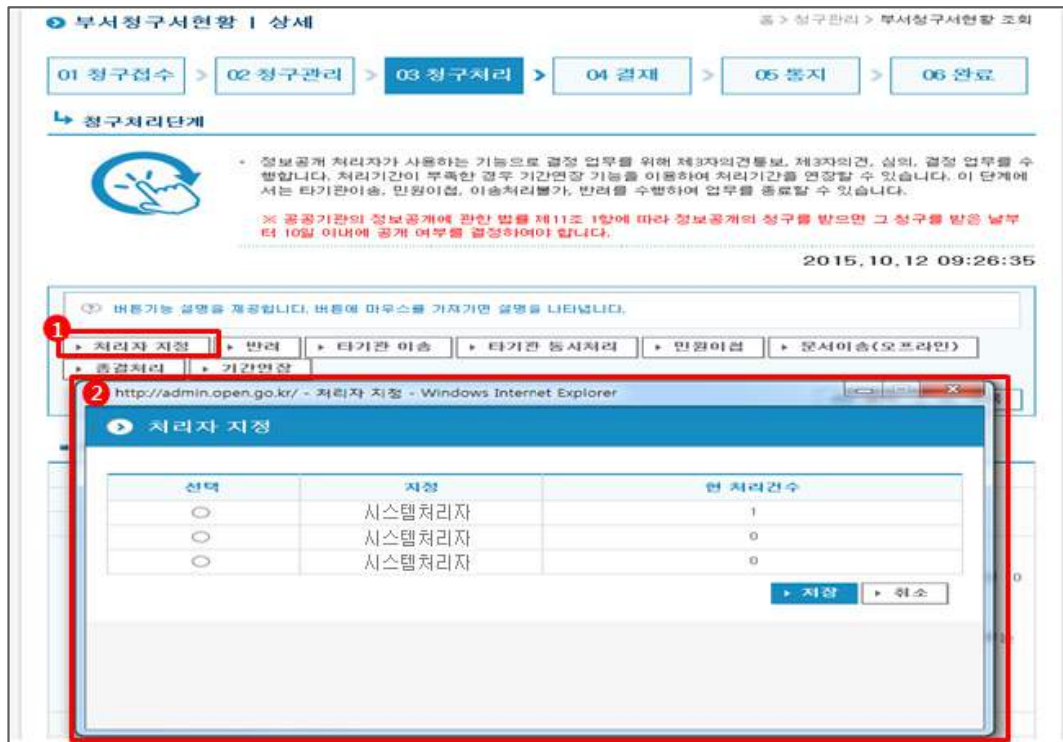 부서청구서현황 | 상세
홈 > 청구관리 > 부서청구서현황 조회
01 청구접수 > 02 청구관리 > 03 청구처리 > 04 결재 > 05 통지 > 06 완료
청구처리단계
- 정보공개 처리자가 사용하는 기능으로 결정 업무를 위해 제3자의견통보, 제3자의견, 심의, 결정 업무를 수
행합니다. 처리기간이 부족한 경우 기간연장 기능을 이용하여 처리기간을 연장할 수 있습니다. 이 단계에
서는 타기관이송, 민원이첩, 이송처리불가, 반려를 수행하여 업무를 종료할 수 있습니다.
※ 공공기관의 정보공개에 관한 법률 제11조 1항에 따라 정보공개의 청구를 받으면 그 청구를 받은 날부
터 10일 이내에 공개 여부를 결정하여야 합니다.
2015.10.12 09:26:35
버튼기능 설명을 제공합니다. 버튼에 마우스를 가져가면 설명을 나타냅니다.
1
처리자 지정 반려 타기관 이송 타기관 동시처리 민원이첩 문서이송(오프라인)
종결처리 기간연장
2 http://admin.open.go.kr/ - 처리자 지정 - Windows Internet Explorer
처리자 지정
선택 지정 현 처리건수
시스템처리자 1
시스템처리자 0
시스템처리자 0
저장 취소